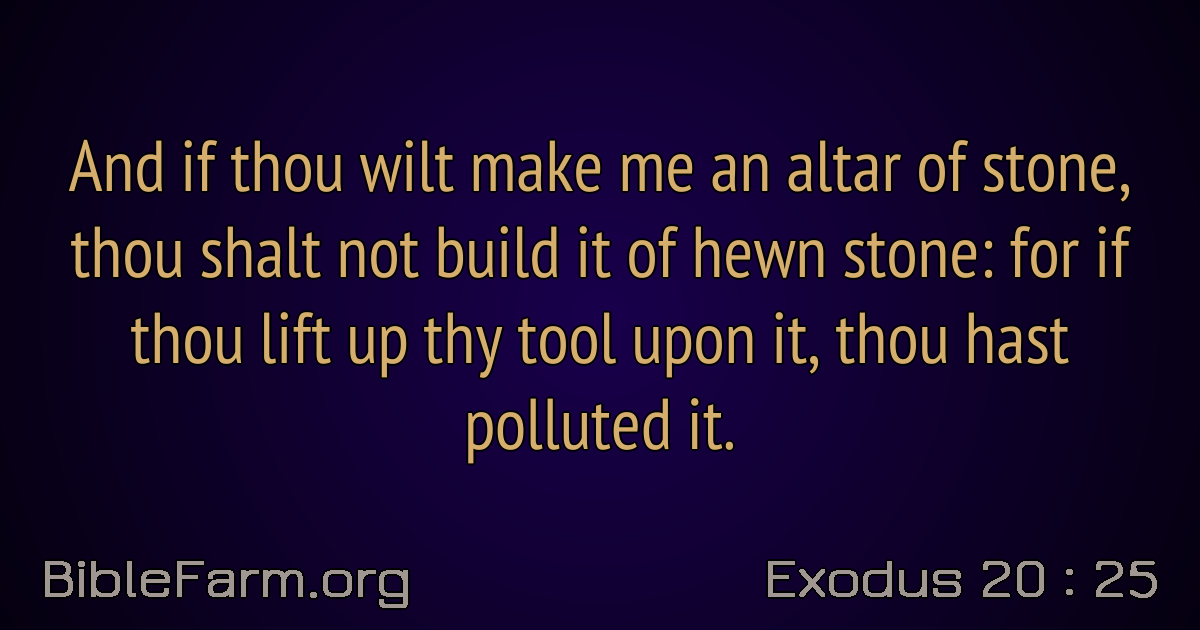 And if thou wilt make me an altar of stone,
thou shalt not build it of hewn stone: for if
thou lift up thy tool upon it, thou hast
polluted it.
BibleFarm.org
Exodus 20 : 25